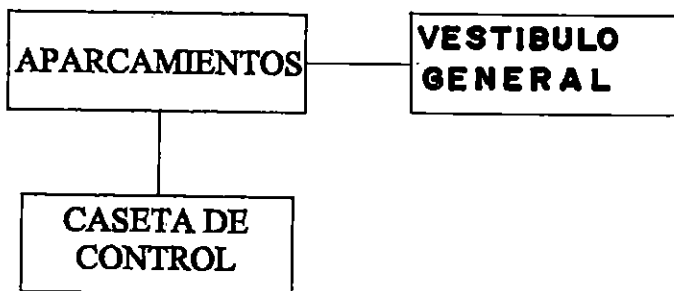 APARCAMIENTOS
VESTIBULO
GENERAL
CASETA DE
CONTROL